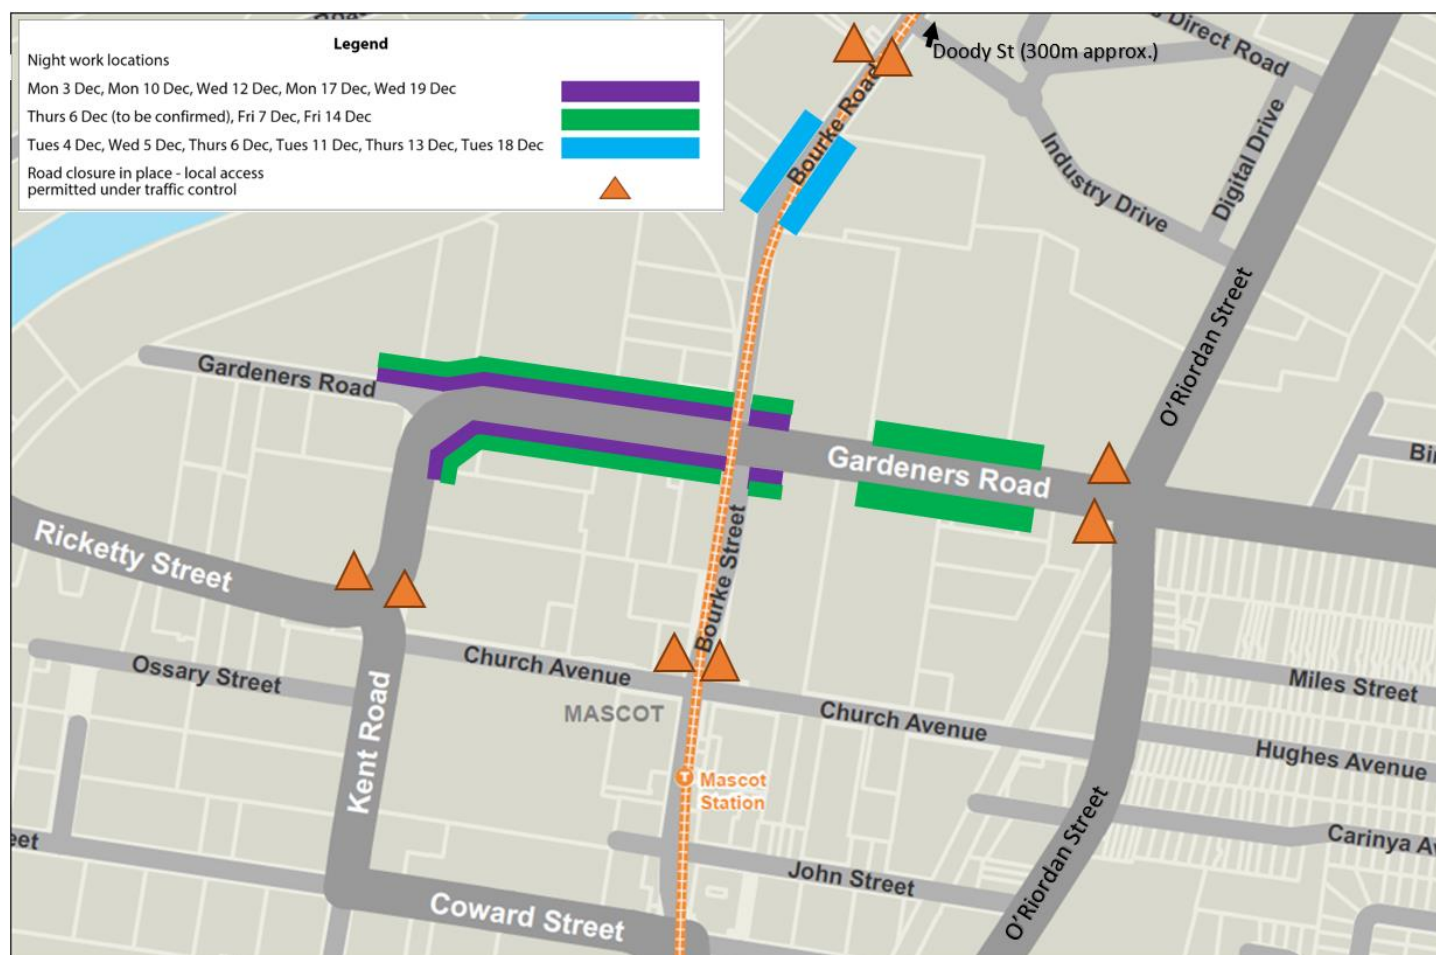 Road
Legend
Night work locations
Mon 3 Dec, Mon 10 Dec, Wed 12 Dec, Mon 17 Dec, Wed 19 Dec
Thurs 6 Dec (to be confirmed), Fri 7 Dec, Fri 14 Dec
Tues 4 Dec, Wed 5 Dec, Thurs 6 Dec, Tues 11 Dec, Thurs 13 Dec, Tues 18 Dec
Road closure in place - local access
permitted under traffic control
Doody St (300m approx.)
s Direct Road
Bourke Road
Industry Drive
Digital Drive
O'Riordan Street
Gardeners Road
Gardeners Road
Bir
Ricketty Street
Bourke Street
Ossary Street
Church Avenue
MASCOT
Church Avenue
Miles Street
Hughes Avenue
Kent Road
T
Mascot
Station
Carinya Av
eet
John Street
O'Riordan Street
Coward Street